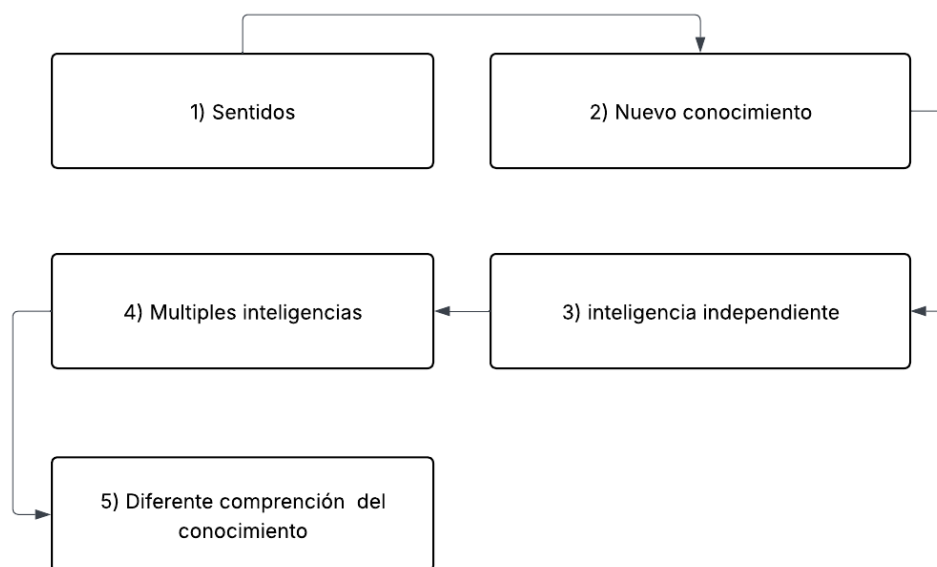 1) Sentidos
2) Nuevo conocimiento
4) Multiples inteligencias
3) inteligencia independiente
5) Diferente comprención  del
conocimiento